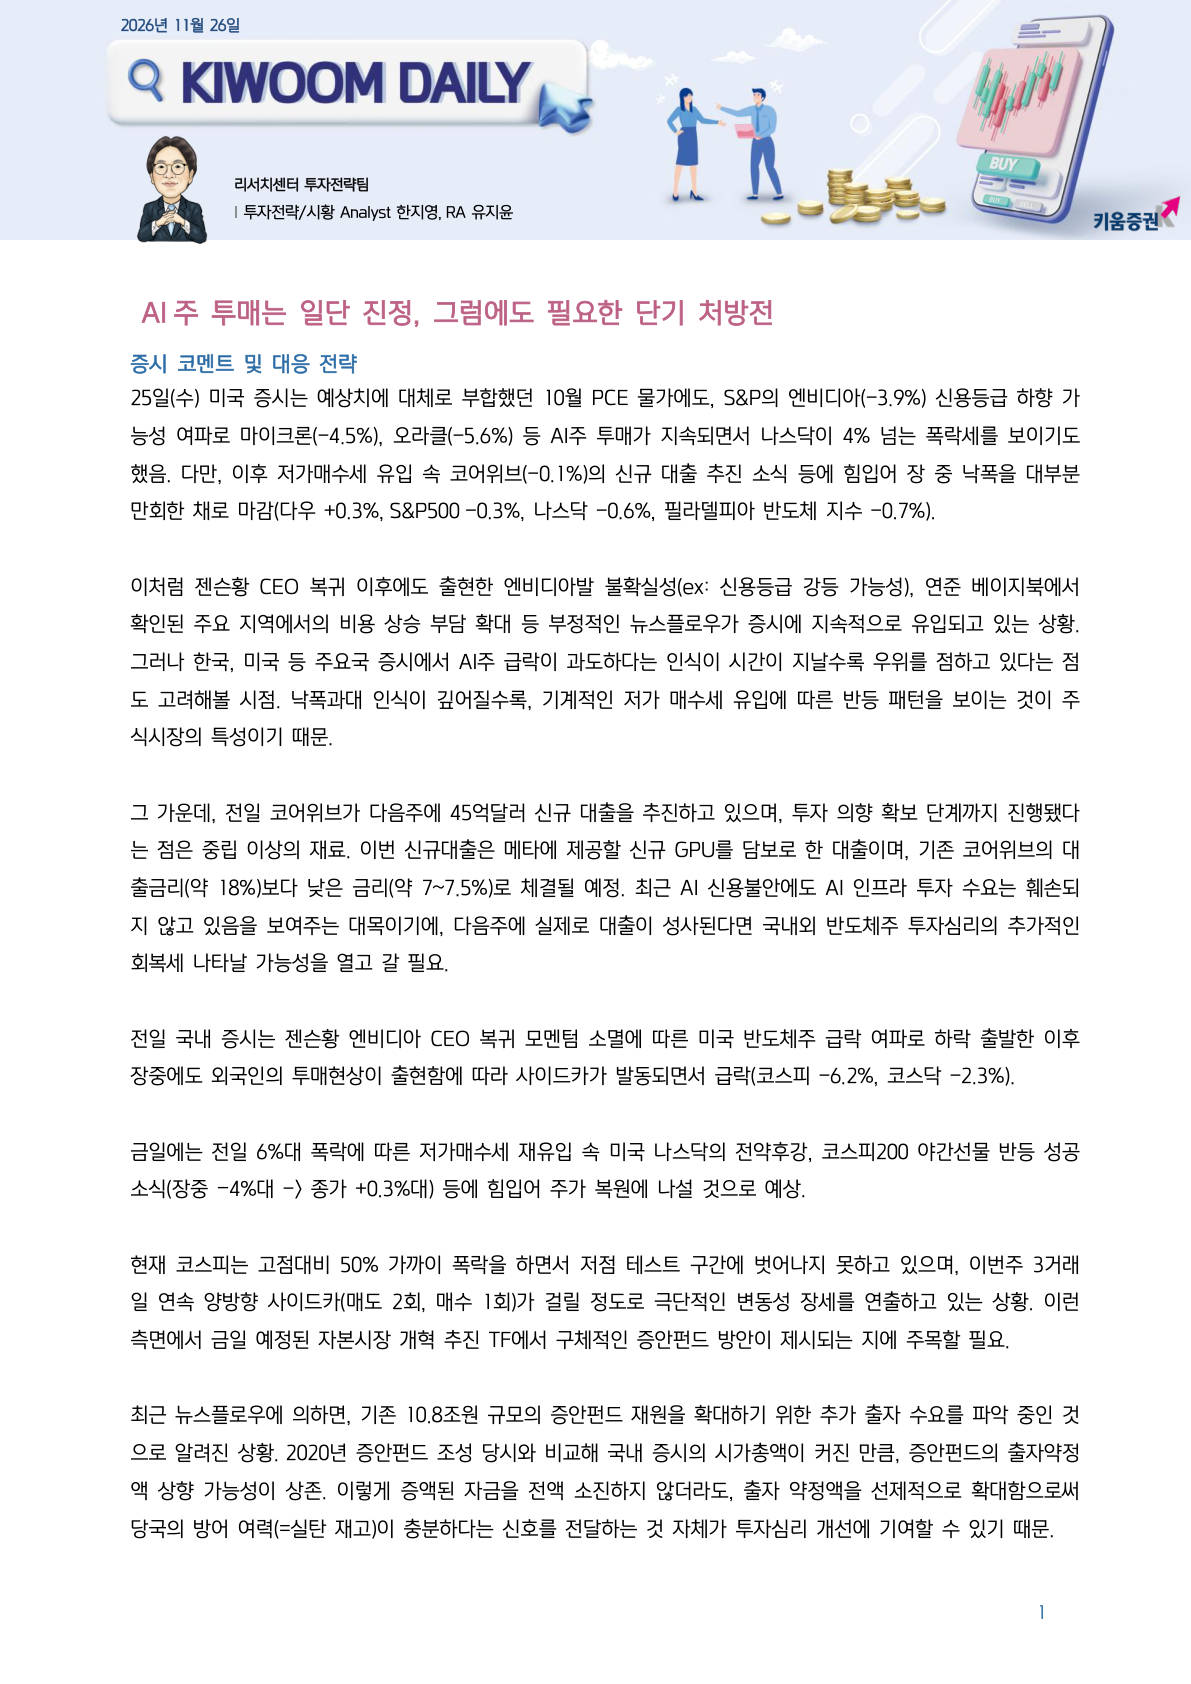 2026년 11월 26일
KIWOOM DAILY
리서치센터 투자전략팀
| 투자전략/시황 Analyst 한지영, RA 유지윤
BUY
BUY
키움증권
AI 주 투매는 일단 진정, 그럼에도 필요한 단기 처방전
증시 코멘트 및 대응 전략
25일(수) 미국 증시는 예상치에 대체로 부합했던 10월 PCE 물가에도, S&P의 엔비디아(-3.9%) 신용등급 하향 가
능성 여파로 마이크론(-4.5%), 오라클(-5.6%) 등 AI주 투매가 지속되면서 나스닥이 4% 넘는 폭락세를 보이기도
했음. 다만, 이후 저가매수세 유입 속 코어위브(-0.1%)의 신규 대출 추진 소식 등에 힘입어 장 중 낙폭을 대부분
만회한 채로 마감(다우 +0.3%, S&P500 -0.3%, 나스닥 -0.6%, 필라델피아 반도체 지수 -0.7%).
이처럼 젠슨황 CEO 복귀 이후에도 출현한 엔비디아발 불확실성(ex: 신용등급 강등 가능성), 연준 베이지북에서
확인된 주요 지역에서의 비용 상승 부담 확대 등 부정적인 뉴스플로우가 증시에 지속적으로 유입되고 있는 상황.
그러나 한국, 미국 등 주요국 증시에서 AI주 급락이 과도하다는 인식이 시간이 지날수록 우위를 점하고 있다는 점
도 고려해볼 시점. 낙폭과대 인식이 깊어질수록, 기계적인 저가 매수세 유입에 따른 반등 패턴을 보이는 것이 주
식시장의 특성이기 때문.
그 가운데, 전일 코어위브가 다음주에 45억달러 신규 대출을 추진하고 있으며, 투자 의향 확보 단계까지 진행됐다
는 점은 중립 이상의 재료. 이번 신규대출은 메타에 제공할 신규 GPU를 담보로 한 대출이며, 기존 코어위브의 대
출금리(약 18%)보다 낮은 금리(약 7~7.5%)로 체결될 예정. 최근 AI 신용불안에도 AI 인프라 투자 수요는 훼손되
지 않고 있음을 보여주는 대목이기에, 다음주에 실제로 대출이 성사된다면 국내외 반도체주 투자심리의 추가적인
회복세 나타날 가능성을 열고 갈 필요.
전일 국내 증시는 젠슨황 엔비디아 CEO 복귀 모멘텀 소멸에 따른 미국 반도체주 급락 여파로 하락 출발한 이후
장중에도 외국인의 투매현상이 출현함에 따라 사이드카가 발동되면서 급락(코스피 -6.2%, 코스닥 -2.3%).
금일에는 전일 6%대 폭락에 따른 저가매수세 재유입 속 미국 나스닥의 전약후강, 코스피200 야간선물 반등 성공
소식(장중 -4%대 -> 종가 +0.3%대) 등에 힘입어 주가 복원에 나설 것으로 예상.
현재 코스피는 고점대비 50% 가까이 폭락을 하면서 저점 테스트 구간에 벗어나지 못하고 있으며, 이번주 3거래
일 연속 양방향 사이드카(매도 2회, 매수 1회)가 걸릴 정도로 극단적인 변동성 장세를 연출하고 있는 상황. 이런
측면에서 금일 예정된 자본시장 개혁 추진 TF에서 구체적인 증안펀드 방안이 제시되는 지에 주목할 필요.
최근 뉴스플로우에 의하면, 기존 10.8조원 규모의 증안펀드 재원을 확대하기 위한 추가 출자 수요를 파악 중인 것
으로 알려진 상황. 2020년 증안펀드 조성 당시와 비교해 국내 증시의 시가총액이 커진 만큼, 증안펀드의 출자약정
액 상향 가능성이 상존. 이렇게 증액된 자금을 전액 소진하지 않더라도, 출자 약정액을 선제적으로 확대함으로써
당국의 방어 여력(=실탄 재고)이 충분하다는 신호를 전달하는 것 자체가 투자심리 개선에 기여할 수 있기 때문.
1